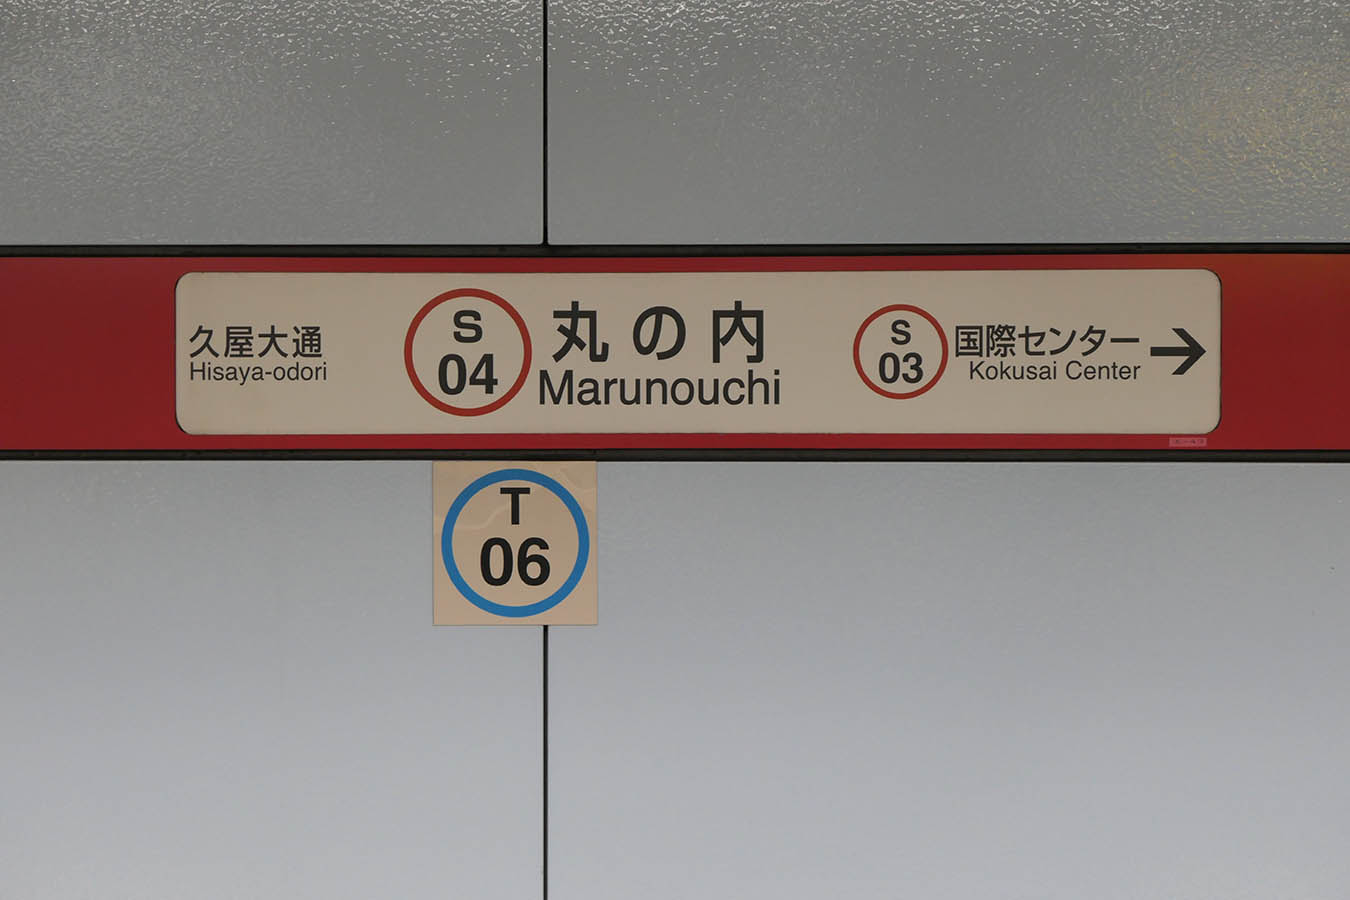 久屋大通
Hisaya-odori
S
04
丸の内
Marunouchi
S
03
国際センター →
Kokusai Center
T
06